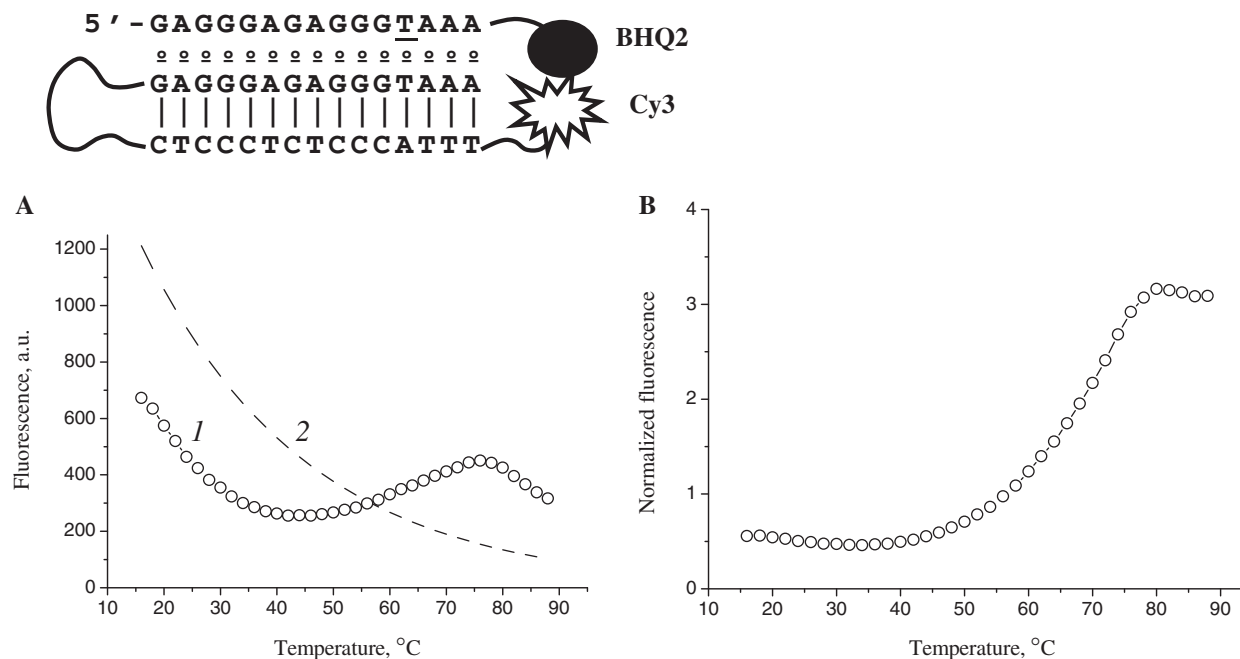 5'-GAGGGAGAGGGTAAA
BHQ2
GAGGGAGAGGGTAAA
Cy3
CTCCCTCTCCCATTT
A
B
Fluorescence, a.u.
1200
1000
800
600
400
200
0
1
2
10 20 30 40 50 60 70 80 90
Temperature, °C
Normalized fluorescence
4
3
2
1
0
10 20 30 40 50 60 70 80 90
Temperature, °C